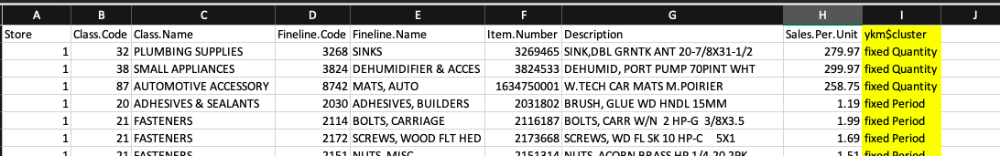 A B C D E F G H I J
Store Class.Code Class.Name Fineline.Code Fineline.Name Item.Number Description Sales.Per.Unit ykm$cluster
1 32 PLUMBING SUPPLIES 3268 SINKS 3269465 SINK,DBL GRNTK ANT 20-7/8X31-1/2 279.97 fixed Quantity
1 38 SMALL APPLIANCES 3824 DEHUMIDIFIER & ACCES 3824533 DEHUMID, PORT PUMP 70PINT WHT 299.97 fixed Quantity
1 87 AUTOMOTIVE ACCESSORY 8742 MATS, AUTO 1634750001 W.TECH CAR MATS M.POIRIER 258.75 fixed Quantity
1 20 ADHESIVES & SEALANTS 2030 ADHESIVES, BUILDERS 2031802 BRUSH, GLUE WD HNDL 15MM 1.19 fixed Period
1 21 FASTENERS 2114 BOLTS, CARRIAGE 2116187 BOLTS, CARR W/N 2 HP-G 3/8X3.5 1.99 fixed Period
1 21 FASTENERS 2172 SCREWS, WOOD FLT HED 2173668 SCREWS, WD FL SK 10 HP-C 5X1 1.69 fixed Period
1 21 FASTENERS 2151 NUTS, MISC 2151314 NUTS, ACORN BRASS HP 1/4-20 2PK 1.51 fixed Period